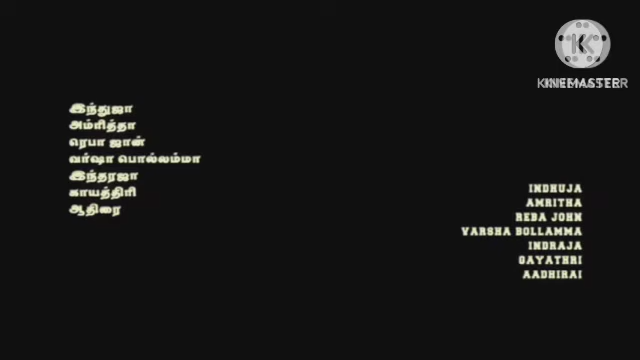 KINEMASTER
இந்துஜா
அம்ரித்தா
ரெபா ஜான்
வர்ஷா பொல்லம்மா
இந்தரஜா
காயத்திரி
ஆதிரை
INDHUJA
AMRITHA
REBA JOHN
VARSHA BOLLAMMA
INDRAJA
GAYATHRI
AADHIRAI